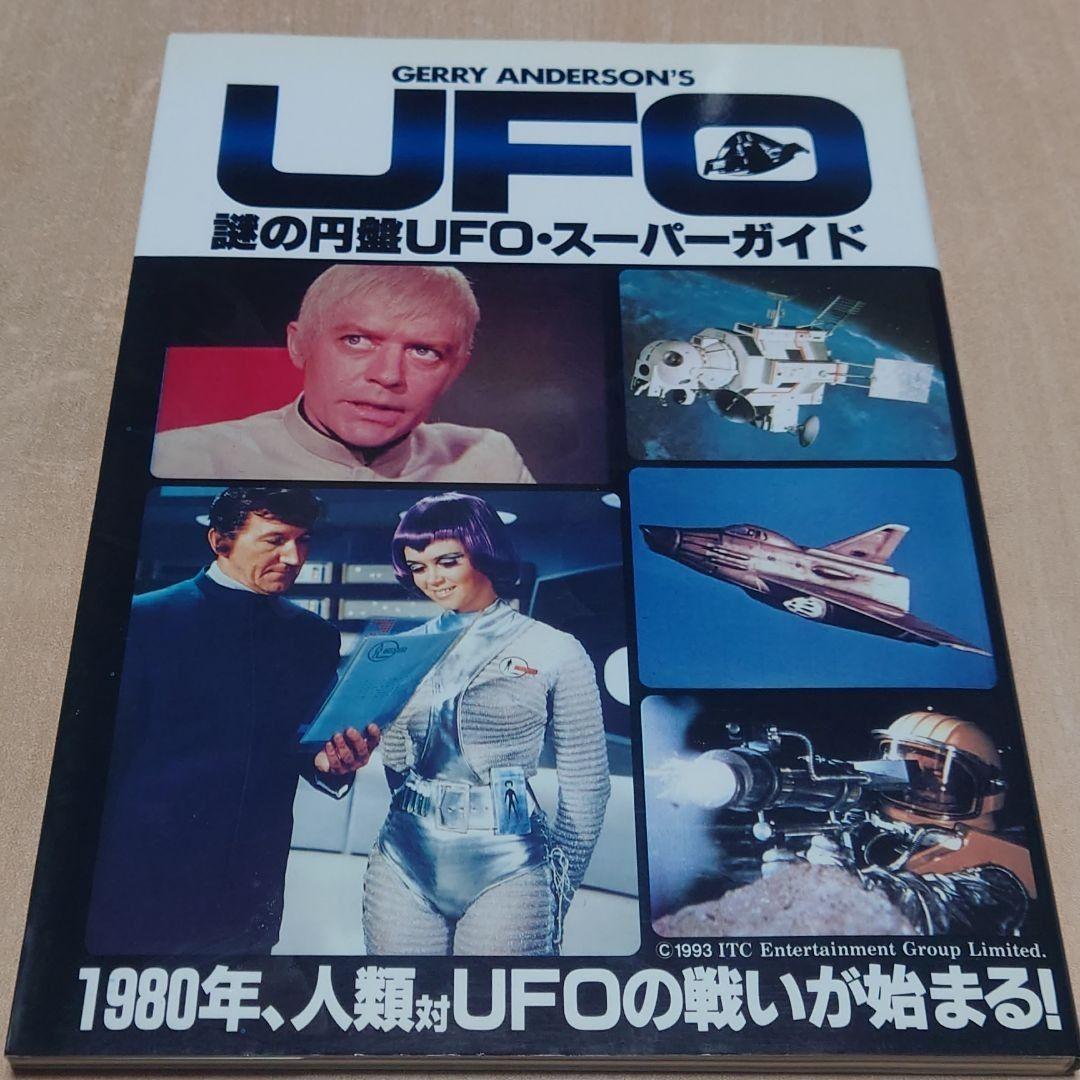 GERRY ANDERSON'S
UFO
謎の円盤UFO・スーパーガイド
©1993 ITC Entertainment Group Limited.
1980年、人類対UFOの戦いが始まる!